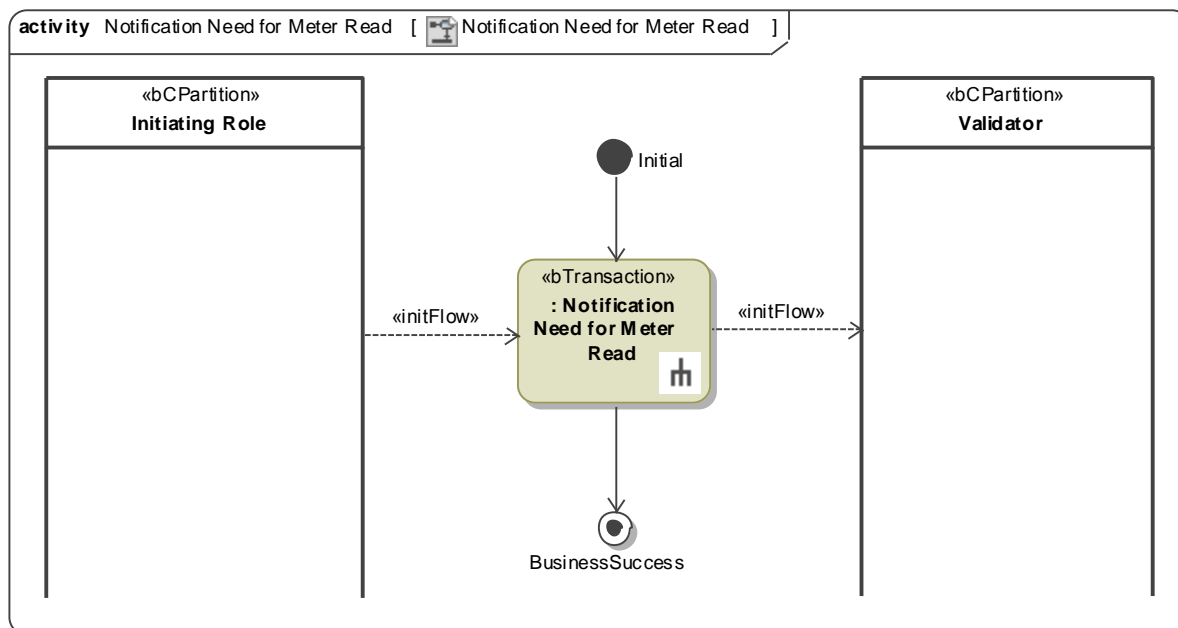 activity Notification Need for Meter Read [ Notification Need for Meter Read ]
«bCPartition»
Initiating Role
«bCPartition»
Validator
Initial
«bTransaction»
: Notification
Need for Meter
Read
«initFlow»
«initFlow»
BusinessSuccess